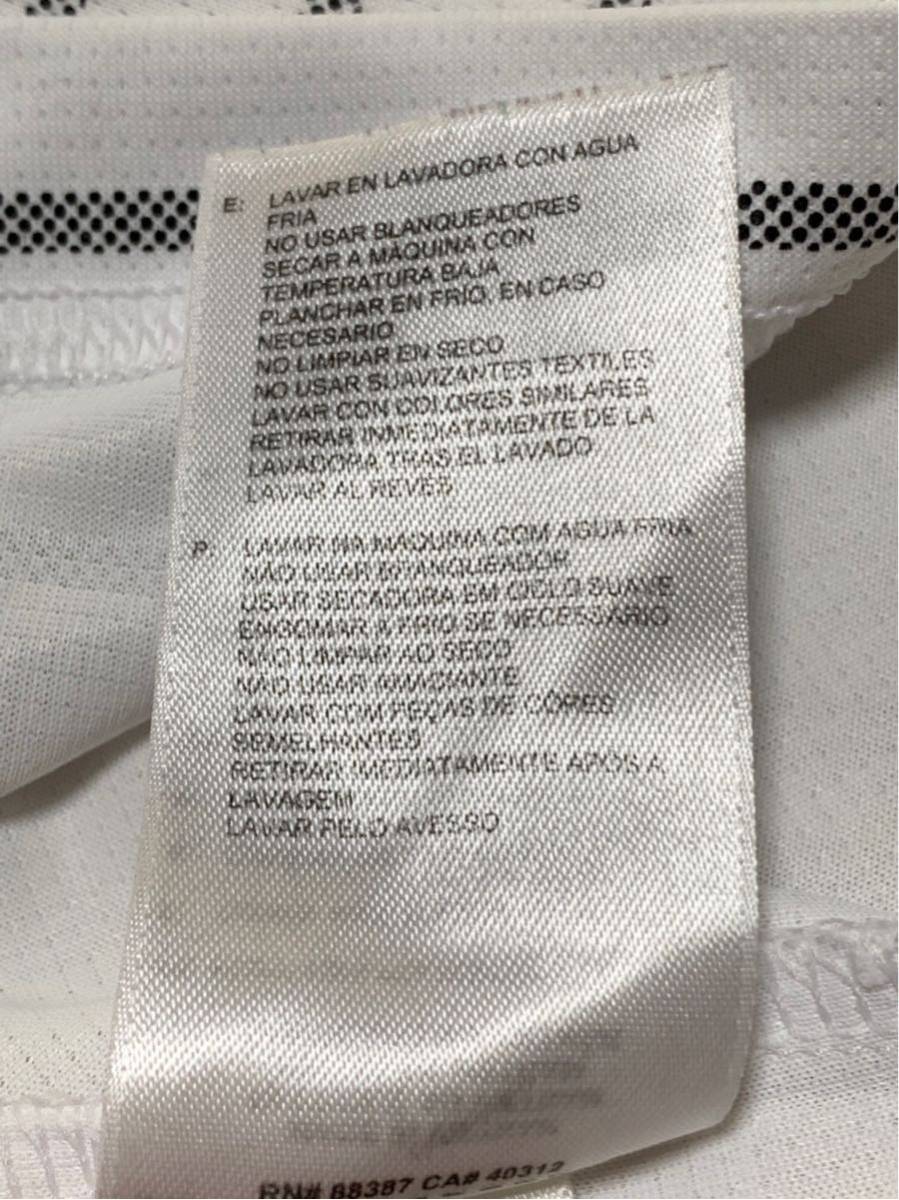 E: LAVAR EN LAVADORA CON AGUA
FRIA
NO USAR BLANQUEADORES
SECAR A MAQUINA CON
TEMPERATURA BAJA
PLANCHAR EN FRIO, EN CASO
NECESARIO
NO LIMPIAR EN SECO
NO USAR SUAVIZANTES TEXTILES
LAVAR CON COLORES SIMILARES
RETIRAR INMEDIATAMENTE DE LA
LAVADORA TRAS EL LAVADO
LAVAR AL REVES
P: LAVAR NA MAQUINA COM AGUA FRIA
NÃO USAR BRANQUEADOR
USAR SECADORA EM CICLO SUAVE
ENGOMAR A FRIO SE NECESSARIO
NÃO LIMPAR AO SECO
NÃO USAR AMACIANTE
LAVAR COM PEÇAS DE CÔRES
SEMELHANTES
RETIRAR IMEDIATAMENTE APOS A
LAVAGEM
LAVAR PELO AVESSO
RN# 88387 CA# 40312